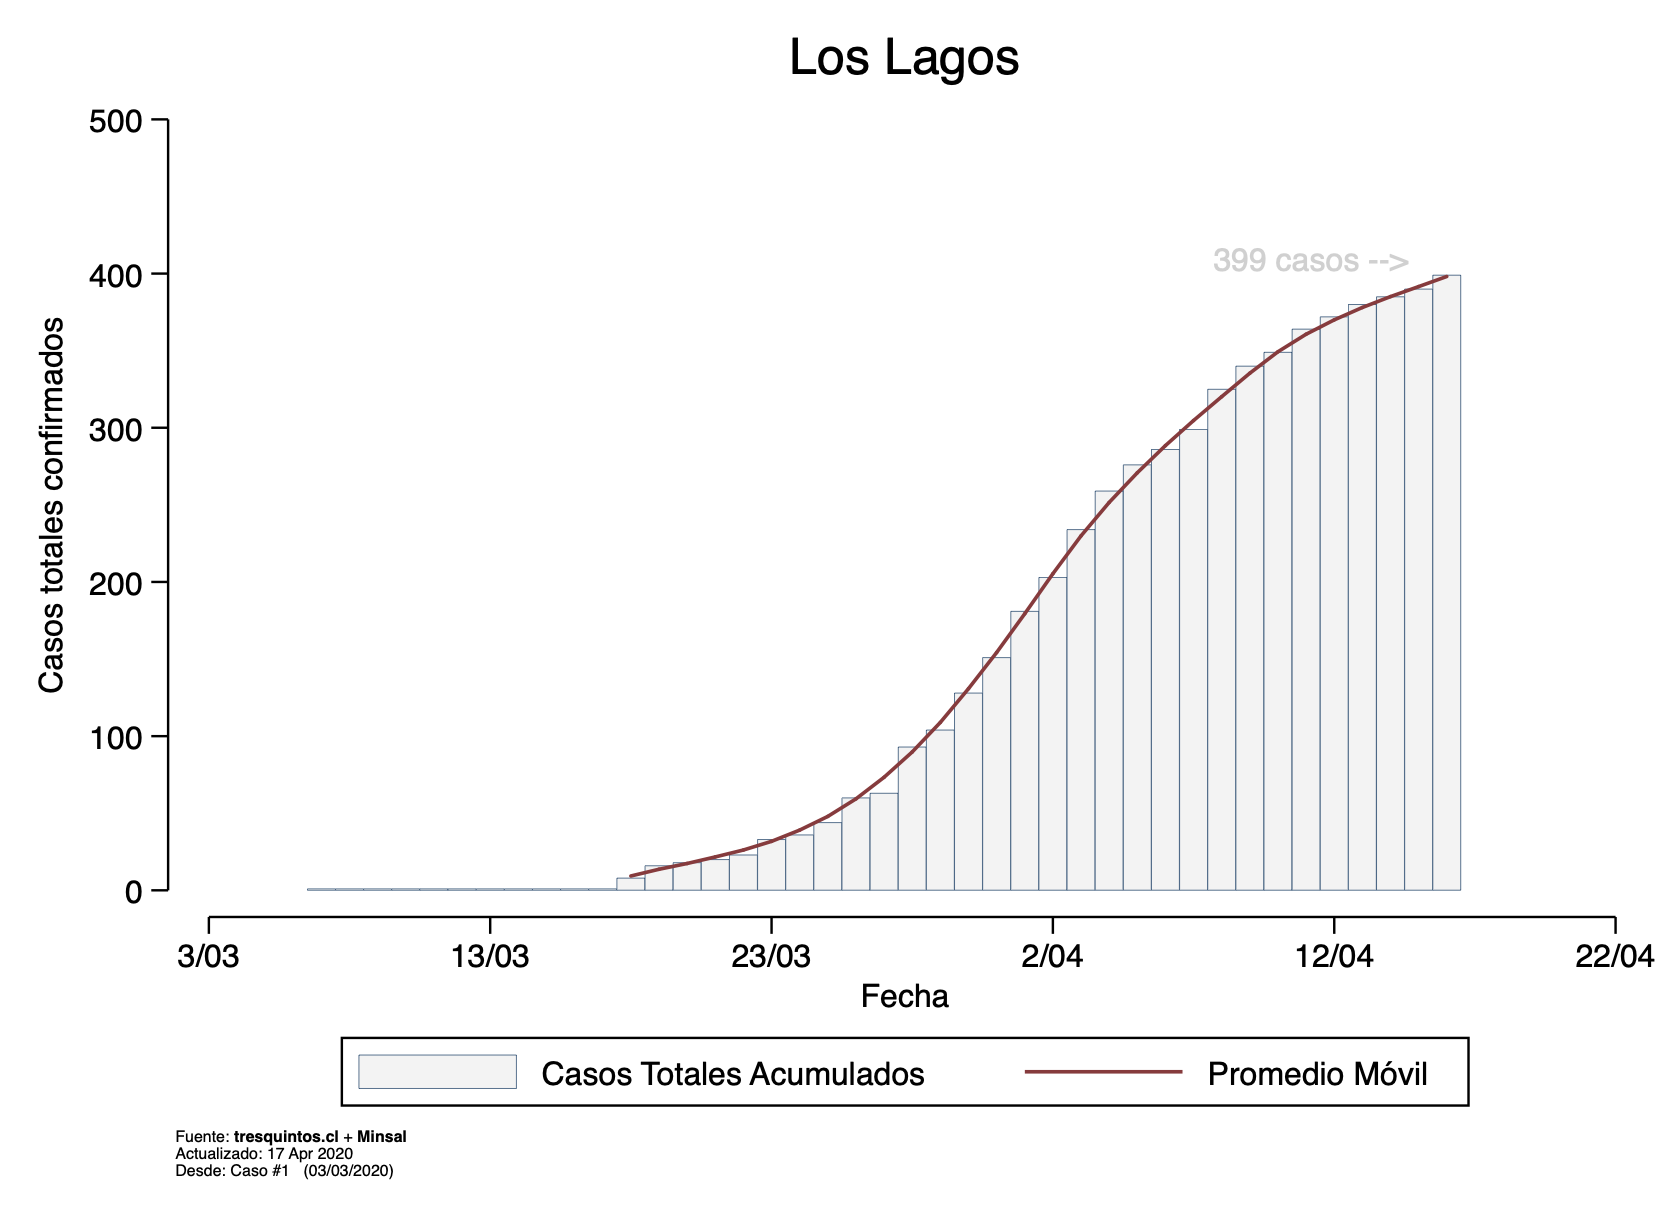 Los Lagos
500
400
300
200
100
0
Casos totales confirmados
399 casos -->
3/03 13/03 23/03 2/04 12/04 22/04
Fecha
Casos Totales Acumulados Promedio Móvil
Fuente: tresquintos.cl + Minsal
Actualizado: 17 Apr 2020
Desde: Caso #1 (03/03/2020)